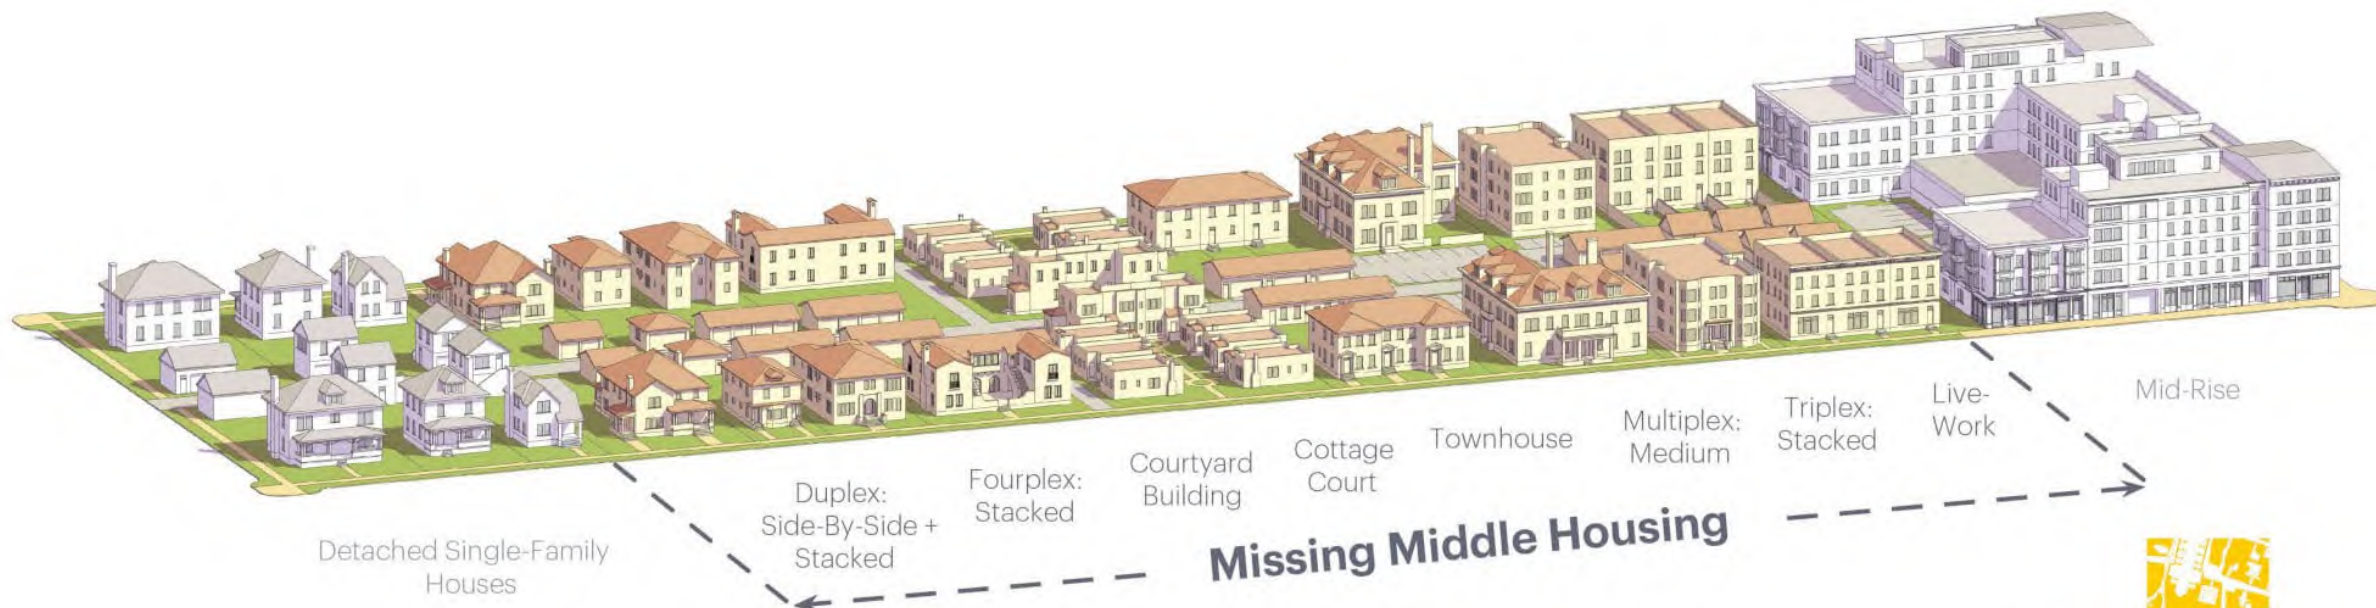 Detached Single-Family
Houses
Duplex:
Side-By-Side +
Stacked
Fourplex:
Stacked
Courtyard
Building
Cottage
Court
Townhouse
Multiplex:
Medium
Triplex:
Stacked
Live-
Work
Mid-Rise
Missing Middle Housing